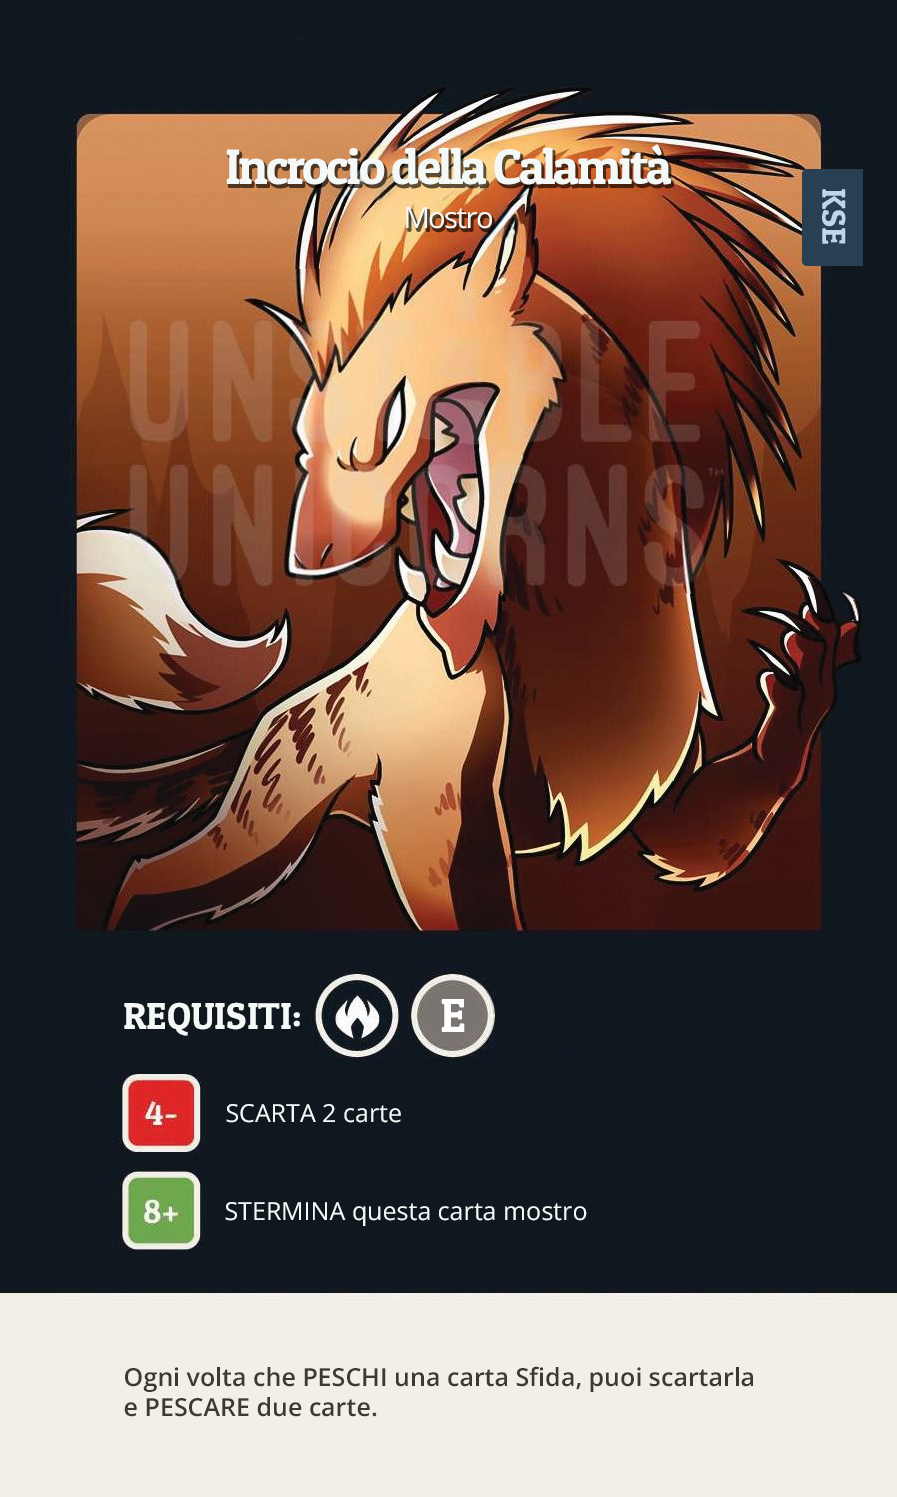 Incrocio della Calamità
Mostro
KSE
UNSTABLE
UNICORNS™
REQUISITI: E
4- SCARTA 2 carte
8+ STERMINA questa carta mostro
Ogni volta che PESCHI una carta Sfida, puoi scartarla
e PESCARE due carte.